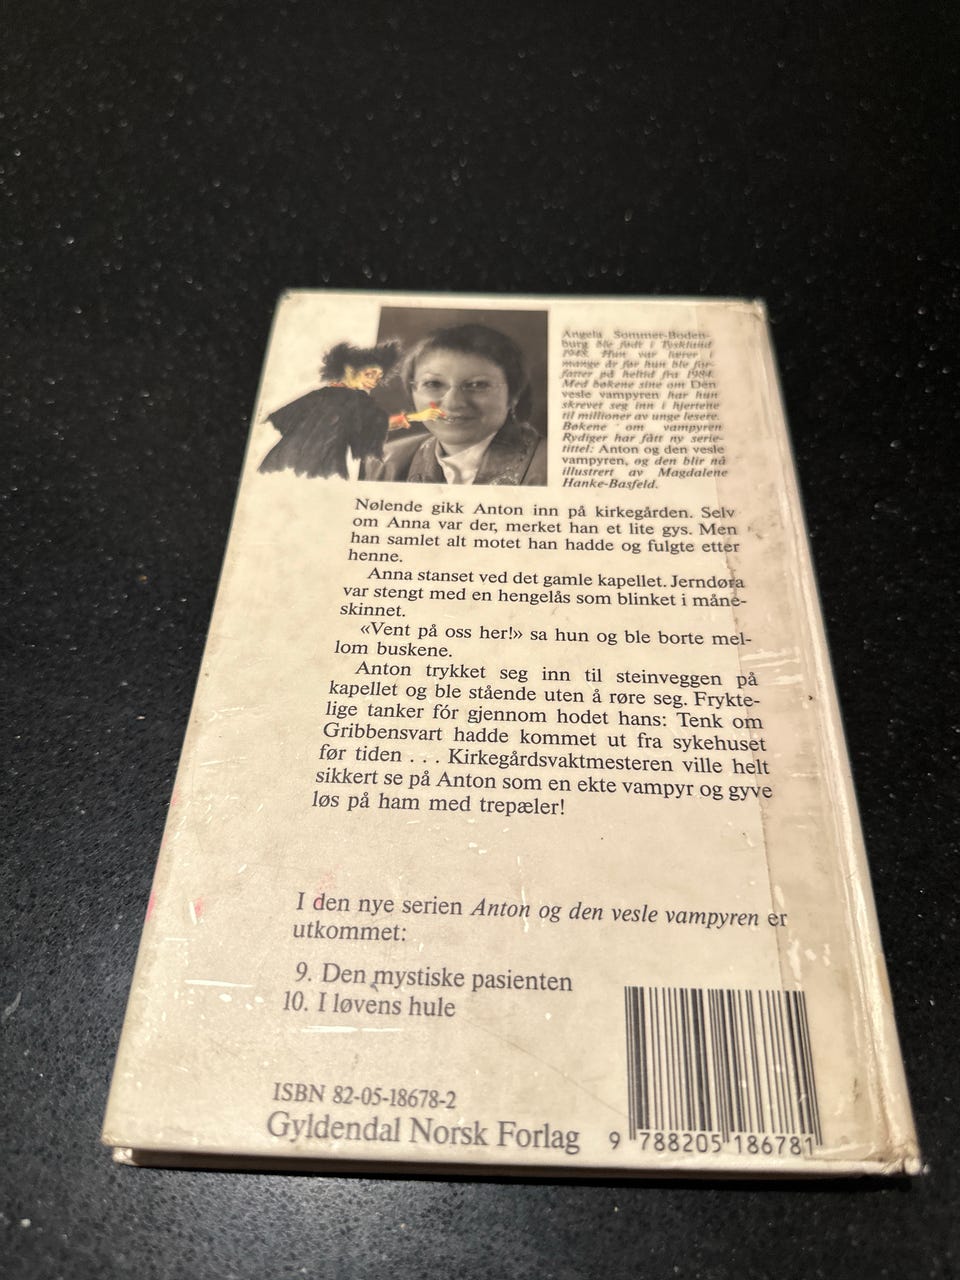 Angela Sommer-Boden-
burg ble født i Tyskland
1948. Hun var lærer i
mange år før hun ble for-
fatter på heltid fra 1984.
Med bøkene sine om Den
vesle vampyren har hun
skrevet seg inn i hjertene
til millioner av unge lesere.
Bøkene om vampyren
Rydiger har fått ny serie-
tittel: Anton og den vesle
vampyren, og den blir nå
illustrert av Magdalene
Hanke-Basfeld.
Nølende gikk Anton inn på kirkegården. Selv
om Anna var der, merket han et lite gys. Men
han samlet alt motet han hadde og fulgte etter
henne.
Anna stanset ved det gamle kapellet. Jerndøra
var stengt med en hengelås som blinket i måne-
skinnet.
«Vent på oss her!» sa hun og ble borte mel-
lom buskene.
Anton trykket seg inn til steinveggen på
kapellet og ble stående uten å røre seg. Frykte-
lige tanker fór gjennom hodet hans: Tenk om
Gribbensvart hadde kommet ut fra sykehuset
før tiden . . . Kirkegårdsvaktmesteren ville helt
sikkert se på Anton som en ekte vampyr og gyve
løs på ham med trepæler!
I den nye serien Anton og den vesle vampyren er
utkommet:
9. Den mystiske pasienten
10. I løvens hule
ISBN 82-05-18678-2
Gyldendal Norsk Forlag
9 788205 186781